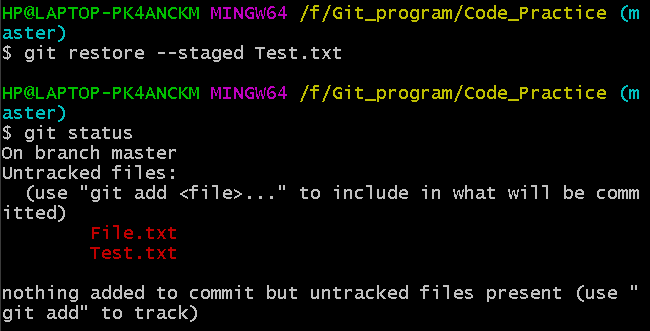 HP@LAPTOP-PK4ANCKM MINGW64 /f/Git_program/Code_Practice (m
aster)
$ git restore --staged Test.txt
HP@LAPTOP-PK4ANCKM MINGW64 /f/Git_program/Code_Practice (m
aster)
$ git status
On branch master
Untracked files:
  (use "git add <file>..." to include in what will be comm
itted)
        File.txt
        Test.txt
nothing added to commit but untracked files present (use "
git add" to track)